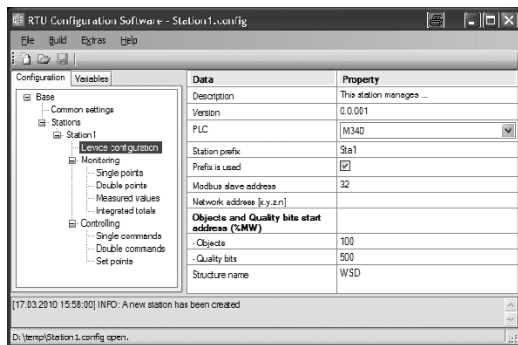 RTU Configuration Software - Station1.config
File Build Extras Help
Configuration Variables
Base
Common settings
Stations
Station1
Device configuration
Monitoring
Single points
Double points
Measured values
Integrated totals
Controlling
Single commands
Double commands
Set points
Data Property
Description This station manages ...
Version 0.0.001
PLC M340
Station prefix Sta1
Prefix is used
Modbus slave address 32
Network address [x.y.z.n]
Objects and Quality bits start
address (%MW)
- Objects 100
- Quality bits 500
Structure name WSD
[17.03.2010 15:58:00] INFO: A new station has been created
D:\temp\Station1.config open.